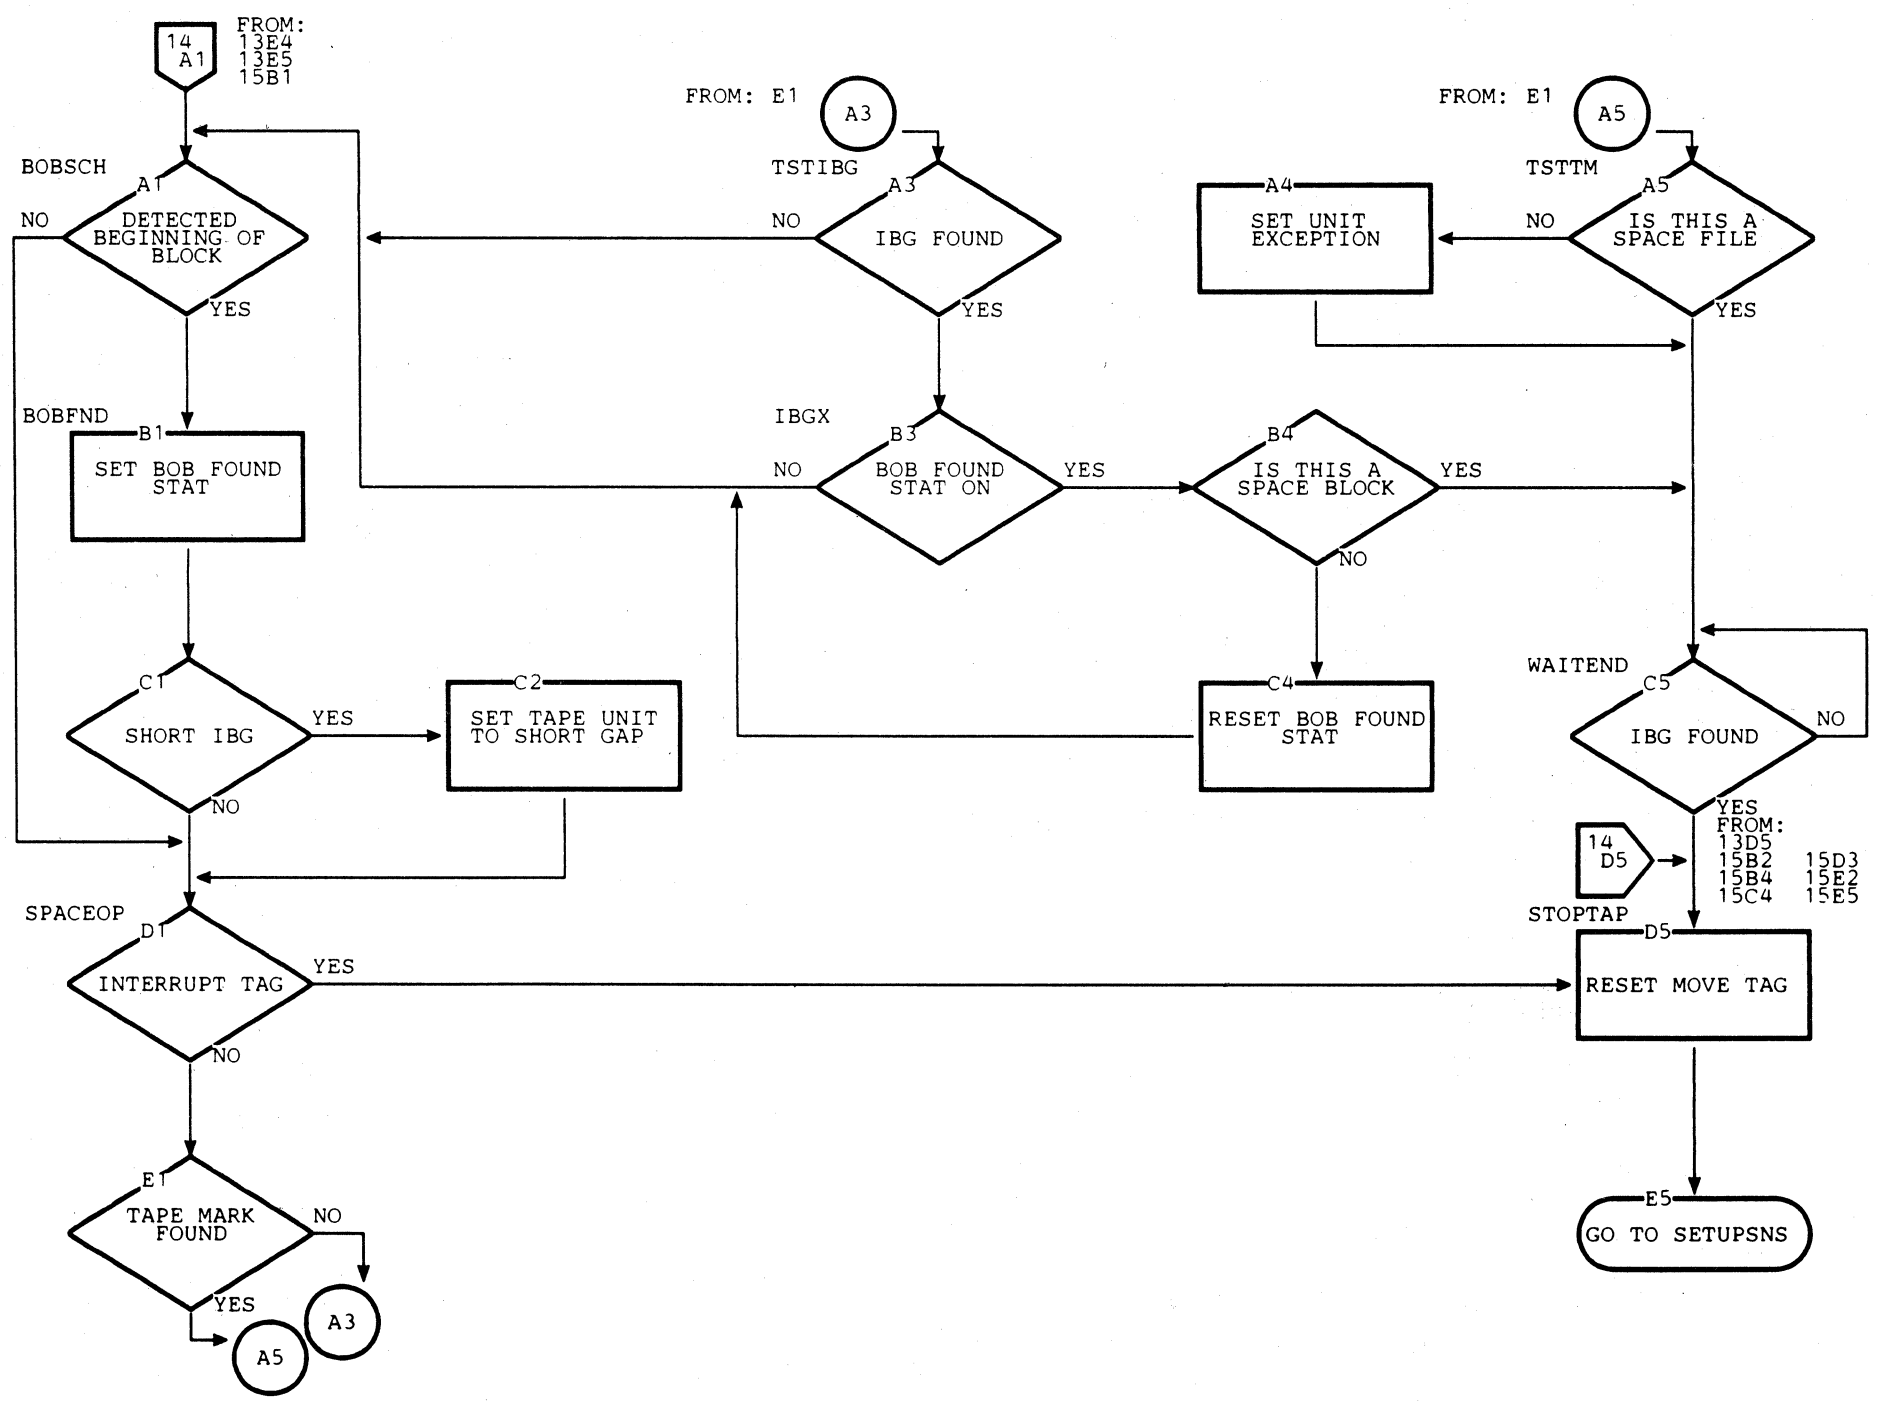 14
A1
FROM:
13E4
13E5
15B1
BOBSCH
A1
NO
DETECTED
BEGINNING OF
BLOCK
YES
BOBFND
B1
SET BOB FOUND
STAT
C1
SHORT IBG
YES
NO
C2
SET TAPE UNIT
TO SHORT GAP
SPACEOP
D1
INTERRUPT TAG
YES
NO
E1
TAPE MARK
FOUND
NO
YES
A3
A5
FROM: E1
A3
TSTIBG
A3
NO
IBG FOUND
YES
IBGX
B3
NO
BOB FOUND
STAT ON
YES
B4
IS THIS A
SPACE BLOCK
YES
NO
C4
RESET BOB FOUND
STAT
FROM: E1
A5
TSTTM
A5
NO
IS THIS A
SPACE FILE
YES
A4
SET UNIT
EXCEPTION
WAITEND
C5
IBG FOUND
NO
YES
FROM:
13D5
15B2 15D3
15B4 15E2
15C4 15E5
14
D5
STOPTAP
D5
RESET MOVE TAG
E5
GO TO SETUPSNS